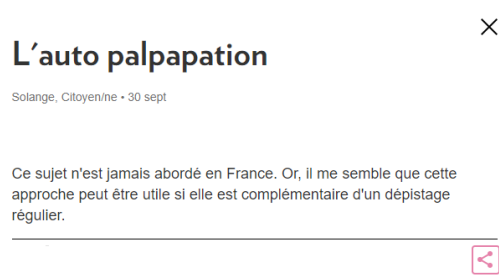 L'auto palpapation
Solange, Citoyen/ne • 30 sept
Ce sujet n'est jamais abordé en France. Or, il me semble que cette
approche peut être utile si elle est complémentaire d'un dépistage
régulier.